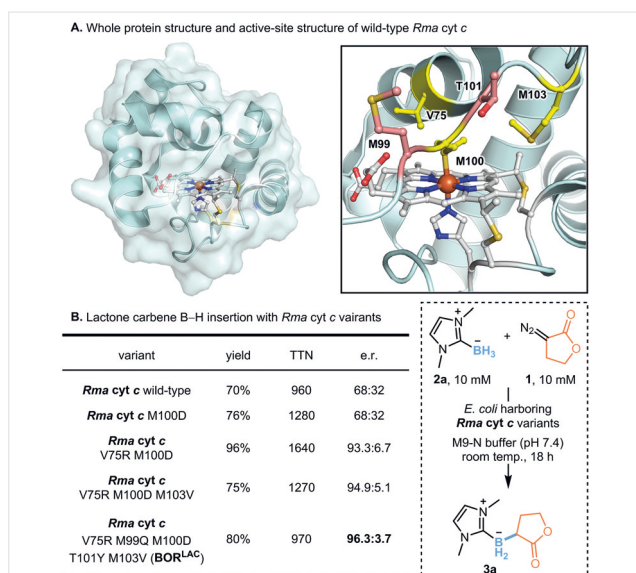 A. Whole protein structure and active-site structure of wild-type Rma cyt c
T101
M103
V75
M99
M100
B. Lactone carbene B–H insertion with Rma cyt c vairants
variant yield TTN e.r.
Rma cyt c wild-type 70% 960 68:32
Rma cyt c M100D 76% 1280 68:32
Rma cyt c
V75R M100D 96% 1640 93.3:6.7
Rma cyt c
V75R M100D M103V 75% 1270 94.9:5.1
Rma cyt c
V75R M99Q M100D 80% 970 96.3:3.7
T101Y M103V (BORLAC)
N
+
N
B
–
H3
+
N2
O
O
2a, 10 mM 1, 10 mM
E. coli harboring
Rma cyt c variants
M9-N buffer (pH 7.4)
room temp., 18 h
N
+
N
B
–
H2
O
O
3a